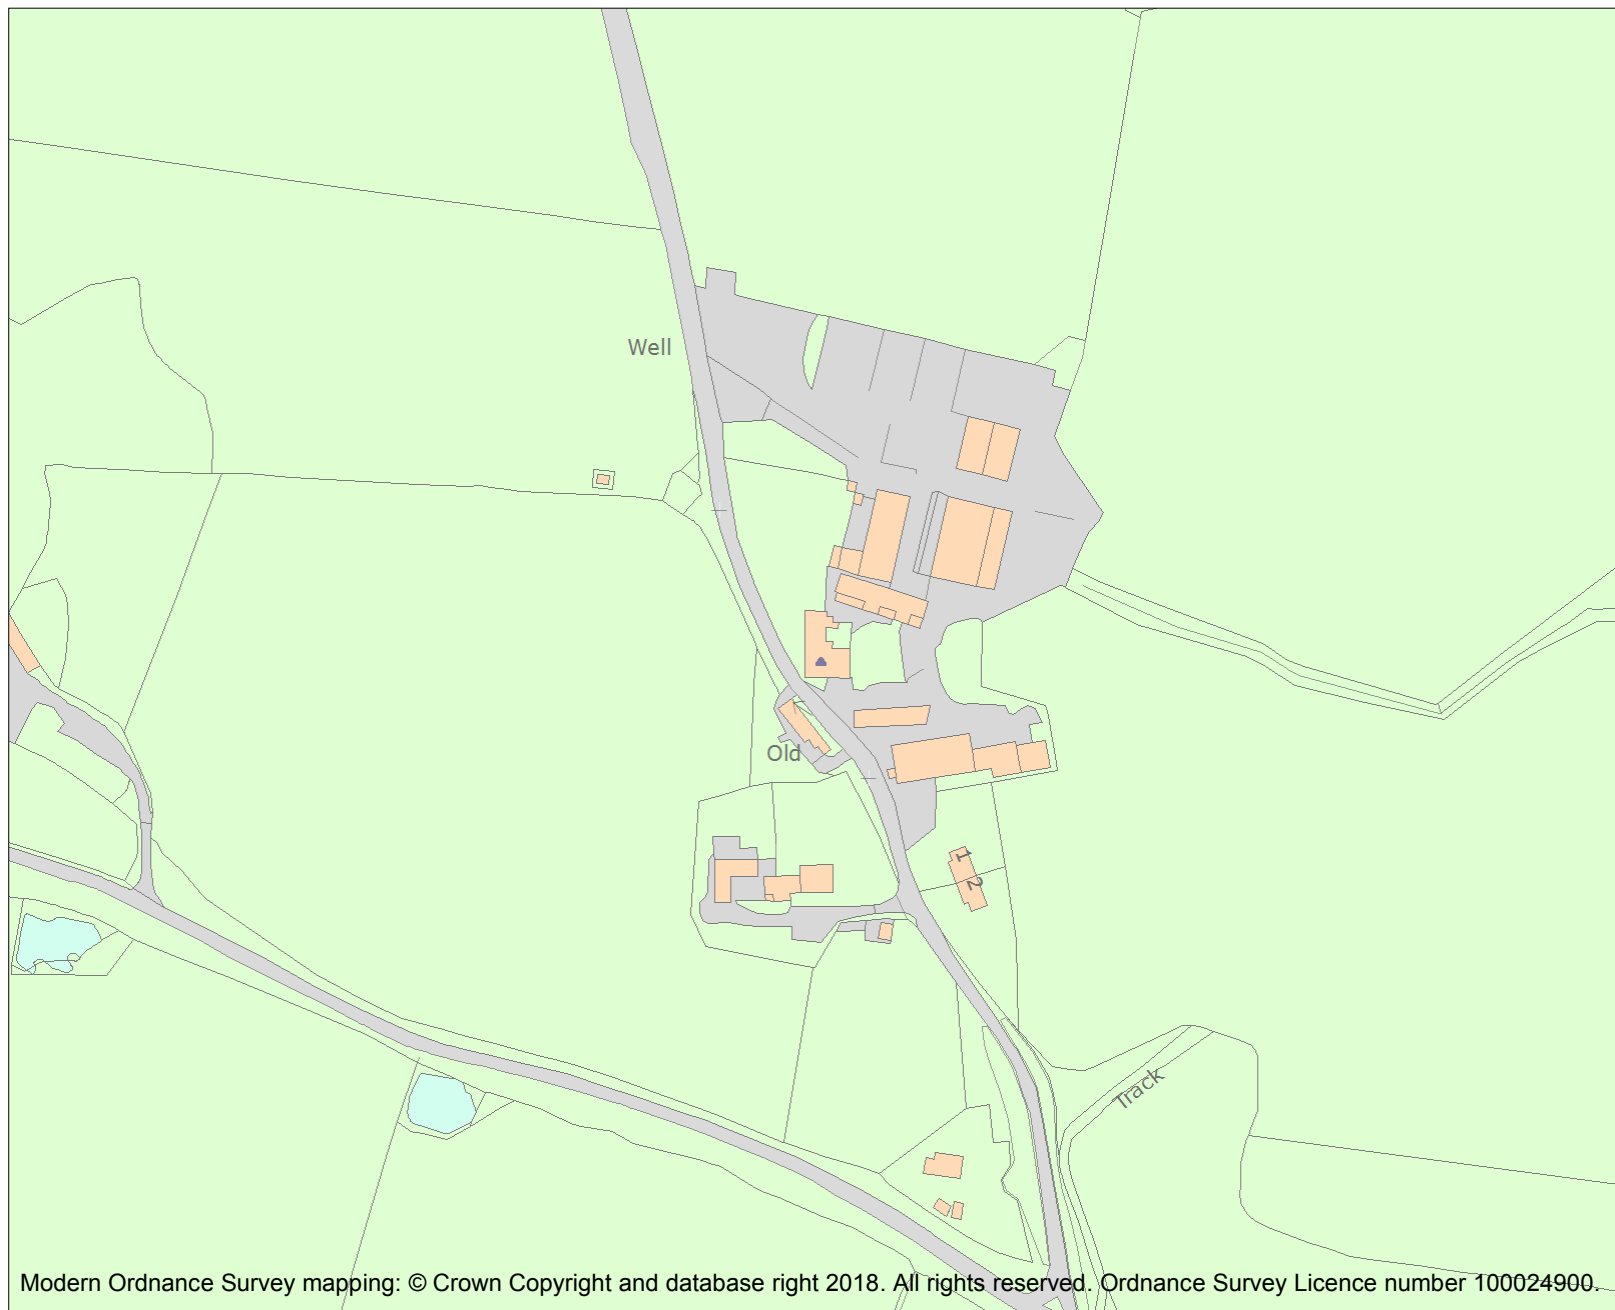 Well
Old
1
2
Track
Modern Ordnance Survey mapping: © Crown Copyright and database right 2018. All rights reserved. Ordnance Survey Licence number 100024900.